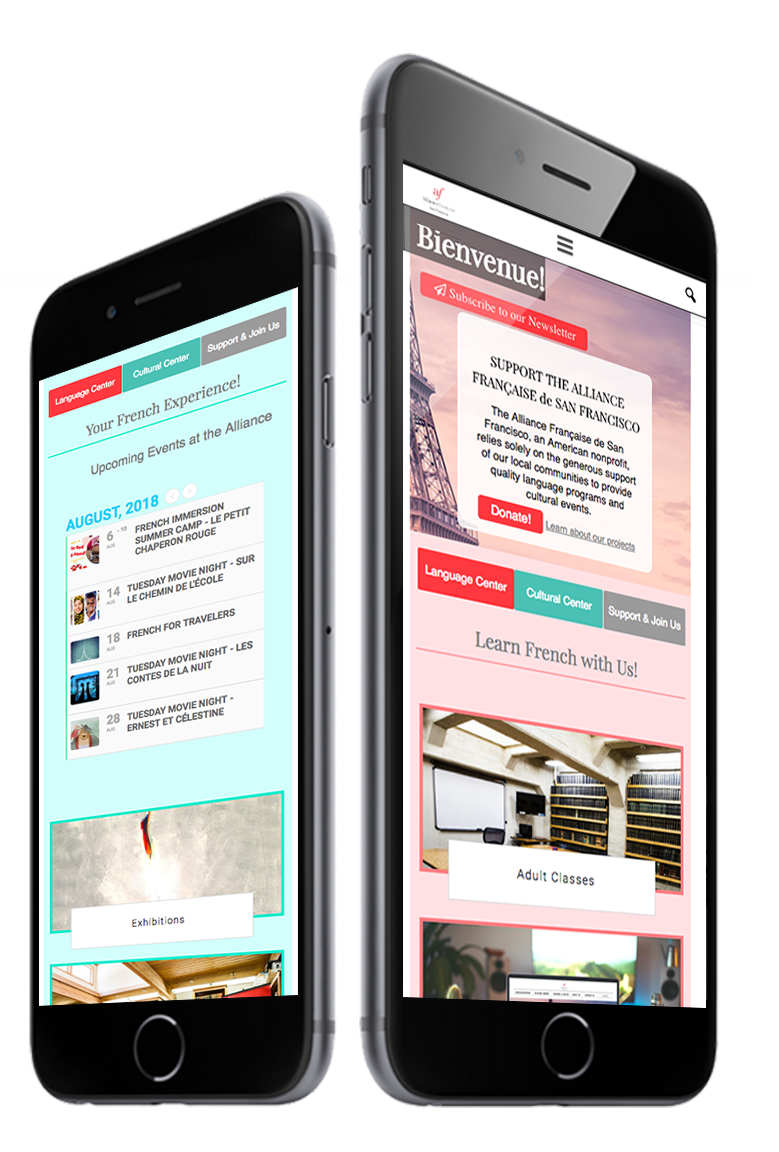 Language Center
Cultural Center
Support & Join Us
Your French Experience!
Upcoming Events at the Alliance
AUGUST, 2018
6 - 10
AUG
FRENCH IMMERSION
SUMMER CAMP - LE PETIT
CHAPERON ROUGE
14
AUG
TUESDAY MOVIE NIGHT - SUR
LE CHEMIN DE L'ÉCOLE
18
AUG
FRENCH FOR TRAVELERS
21
AUG
TUESDAY MOVIE NIGHT - LES
CONTES DE LA NUIT
28
AUG
TUESDAY MOVIE NIGHT -
ERNEST ET CÉLESTINE
Exhibitions
af
Bienvenue!
Subscribe to our Newsletter
SUPPORT THE ALLIANCE
FRANÇAISE de SAN FRANCISCO
The Alliance Française de San
Francisco, an American nonprofit,
relies solely on the generous support
of our local communities to provide
quality language programs and
cultural events.
Donate!
Learn about our projects
Language Center
Cultural Center
Support & Join Us
Learn French with Us!
Adult Classes